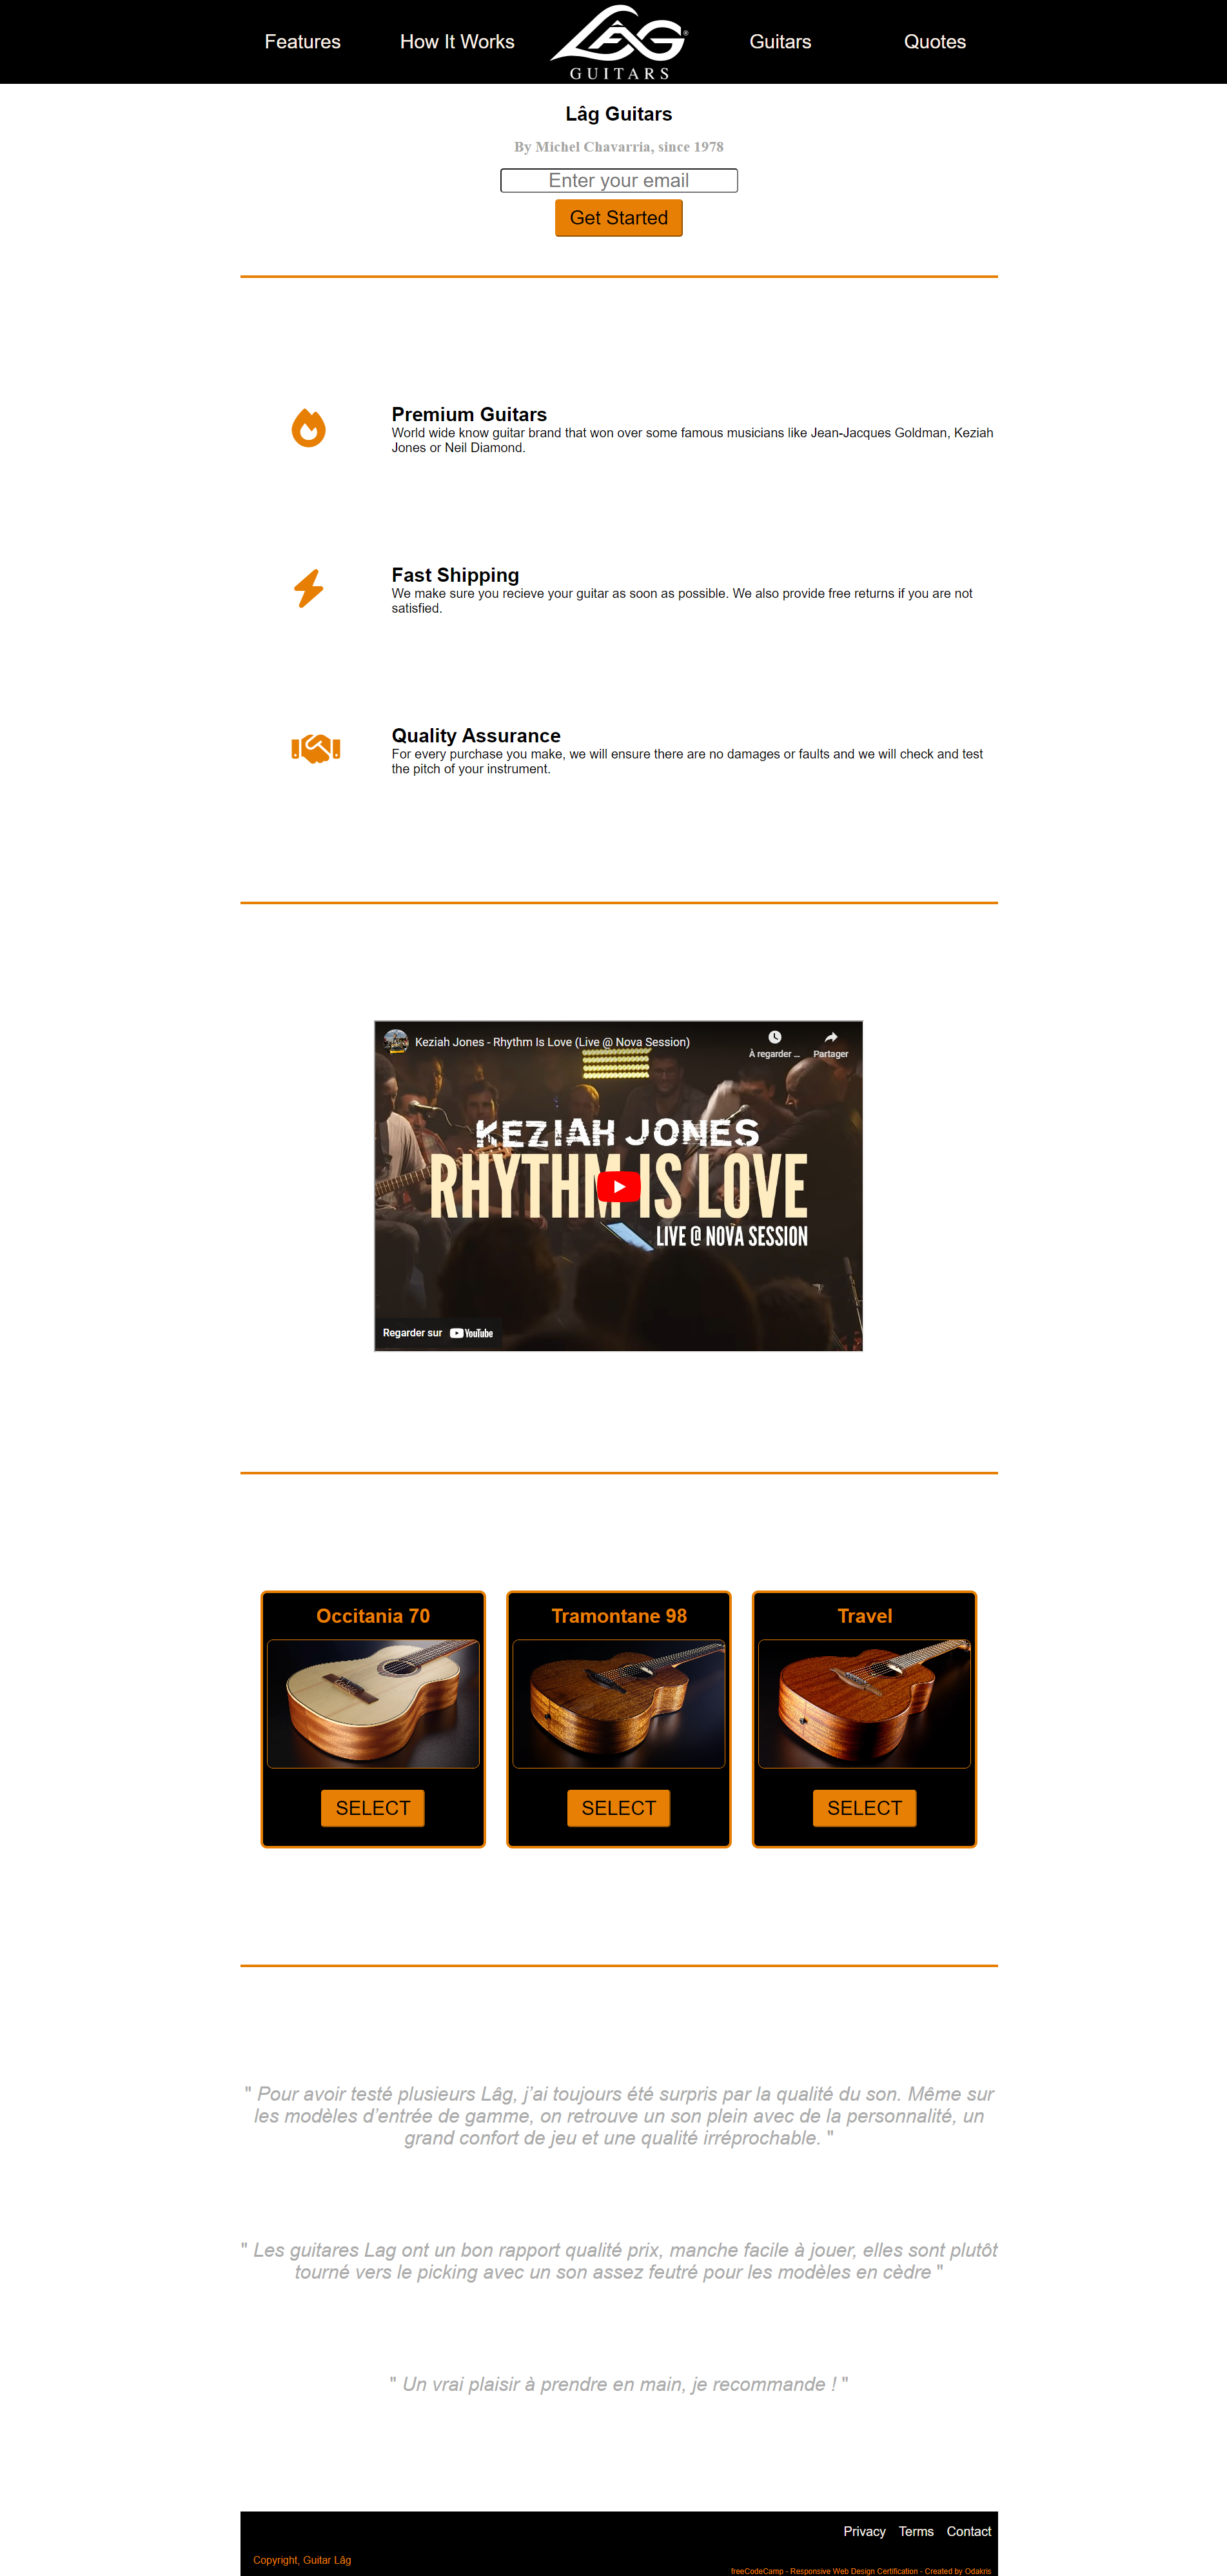 Features
How It Works
LÂG®
GUITARS
Guitars
Quotes
Lâg Guitars
By Michel Chavarria, since 1978
Enter your email
Get Started
Premium Guitars
World wide know guitar brand that won over some famous musicians like Jean-Jacques Goldman, Keziah
Jones or Neil Diamond.
Fast Shipping
We make sure you recieve your guitar as soon as possible. We also provide free returns if you are not
satisfied.
Quality Assurance
For every purchase you make, we will ensure there are no damages or faults and we will check and test
the pitch of your instrument.
Keziah Jones - Rhythm Is Love (Live @ Nova Session)
À regarder ...
Partager
KEZIAH JONES
RHYTHM IS LOVE
LIVE @ NOVA SESSION
Regarder sur YouTube
Occitania 70
SELECT
Tramontane 98
SELECT
Travel
SELECT
" Pour avoir testé plusieurs Lâg, j’ai toujours été surpris par la qualité du son. Même sur
les modèles d’entrée de gamme, on retrouve un son plein avec de la personnalité, un
grand confort de jeu et une qualité irréprochable. "
" Les guitares Lag ont un bon rapport qualité prix, manche facile à jouer, elles sont plutôt
tourné vers le picking avec un son assez feutré pour les modèles en cèdre "
" Un vrai plaisir à prendre en main, je recommande ! "
Privacy
Terms
Contact
Copyright, Guitar Lâg
freeCodeCamp - Responsive Web Design Certification - Created by Odakris